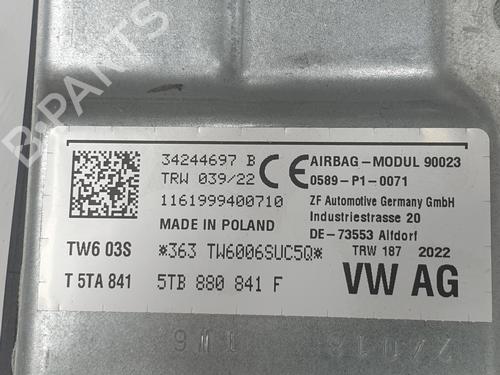 B-PARTS
34244697 B
TRW 039/22
1161999400710
MADE IN POLAND
CE
AIRBAG-MODUL 90023
0589-P1-0071
ZF Automotive Germany GmbH
Industriestrasse 20
DE-73553 Alfdorf
TW6 03S
*363 TW6006SUC5Q*
TRW 187 2022
T 5TA 841
5TB 880 841 F
VW AG